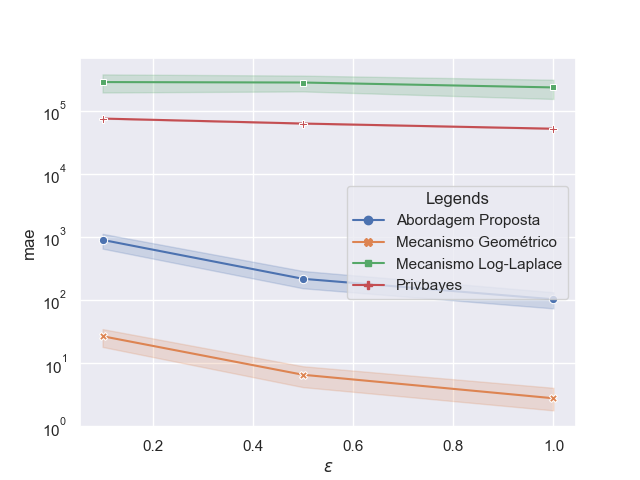 10^5
10^4
10^3
10^2
10^1
10^0
mae
Legends
Abordagem Proposta
Mecanismo Geométrico
Mecanismo Log-Laplace
Privbayes
0.2 0.4 0.6 0.8 1.0
ε